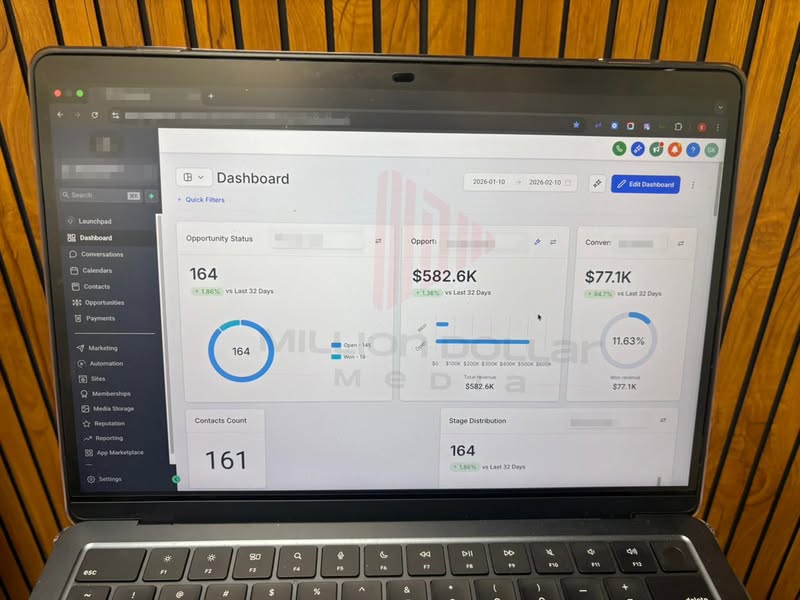 Dashboard
2026-01-10 → 2026-02-10
Edit Dashboard
+ Quick Filters
Search
⌘K
Launchpad
Dashboard
Conversations
Calendars
Contacts
Opportunities
Payments
Marketing
Automation
Sites
Memberships
Media Storage
Reputation
Reporting
App Marketplace
Settings
Opportunity Status
164
↑ 1.86% vs Last 32 Days
164
Open - 145
Won - 19
Opport
$582.6K
↑ 1.36% vs Last 32 Days
Won
Open
$0 $100K $200K $300K $400K $500K $600K
Total revenue
$582.6K
Conver
$77.1K
↑ 94.7% vs Last 32 Days
11.63%
Won revenue
$77.1K
Contacts Count
161
Stage Distribution
164
↑ 1.86% vs Last 32 Days
MILLION DOLLAR
MEDIA
esc
F1 F2 F3 F4 F5 F6 F7 F8 F9 F10 F11 F12
~ ! @ # $ % ^ & * ( ) — + delete